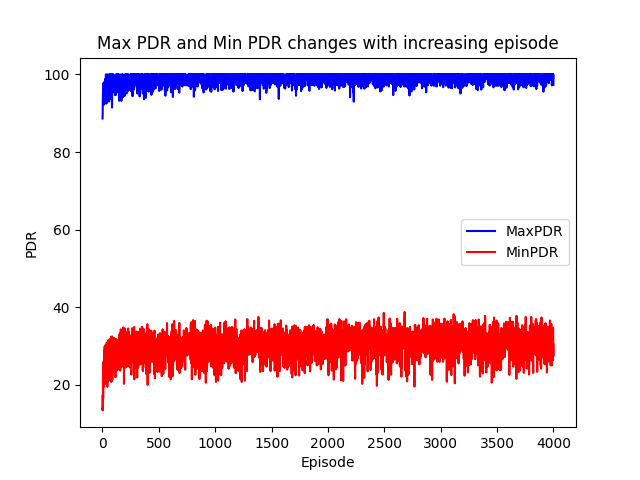 Max PDR and Min PDR changes with increasing episode
100
80
60
40
20
PDR
MaxPDR
MinPDR
0 500 1000 1500 2000 2500 3000 3500 4000
Episode